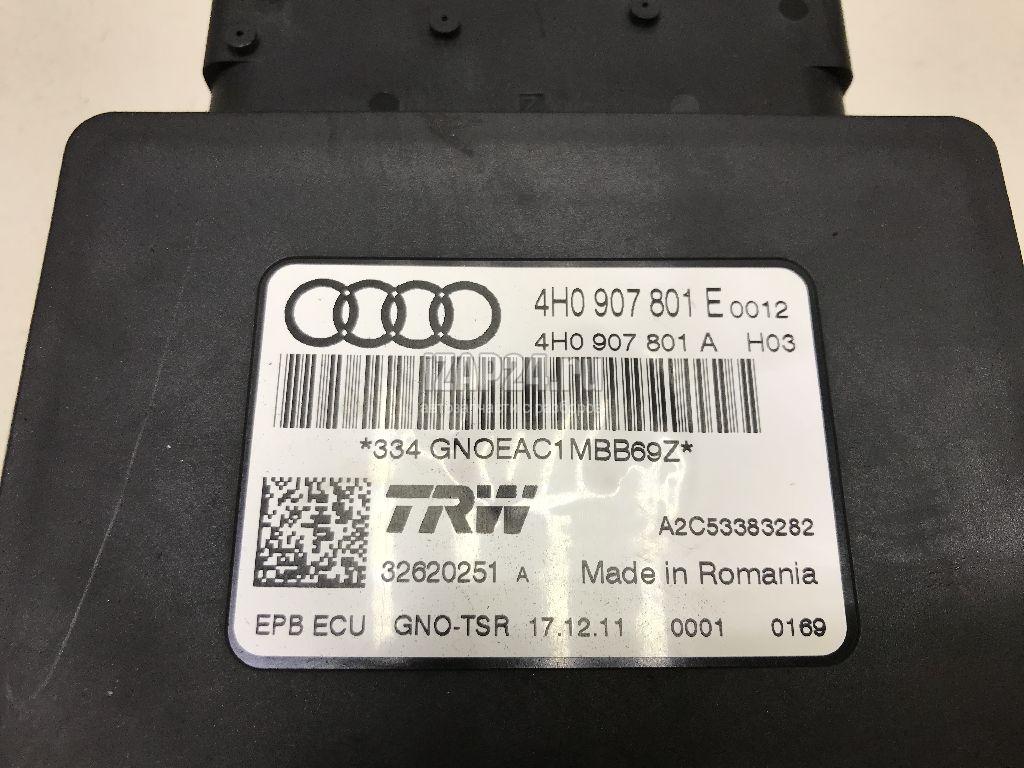 4H0 907 801 E 0012
4H0 907 801 A H03
IZAP24.ru
*334 GNOEAC1MBB69Z*
TRW
A2C53383282
32620251 A Made in Romania
EPB ECU GNO-TSR 17.12.11 0001 0169